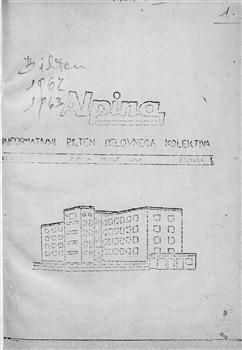 1.
Bilten
1962
1963
Alpina
INFORMATIVNI BILTEN DELOVNEGA KOLEKTIVA